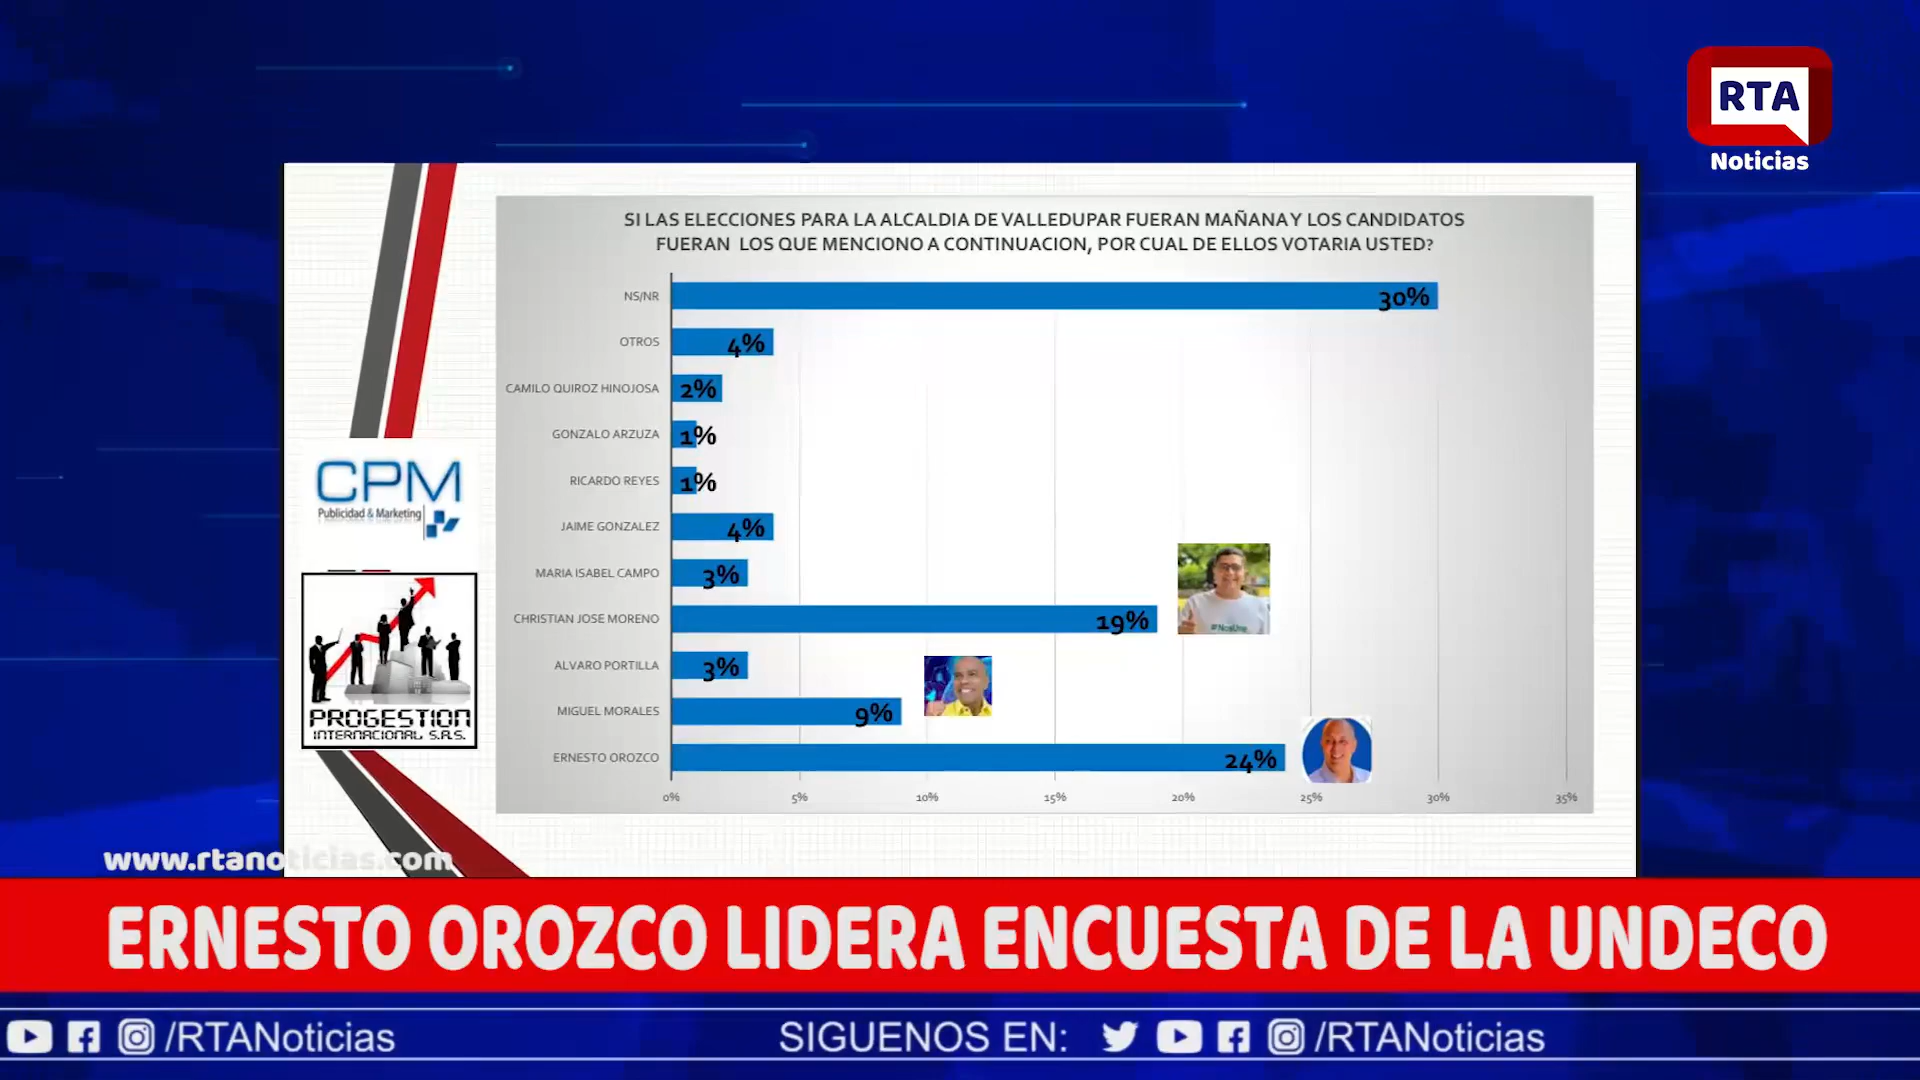 RTA
Noticias
SI LAS ELECCIONES PARA LA ALCALDIA DE VALLEDUPAR FUERAN MAÑANA Y LOS CANDIDATOS
FUERAN LOS QUE MENCIONO A CONTINUACION, POR CUAL DE ELLOS VOTARIA USTED?
NS/NR 30%
OTROS 4%
CAMILO QUIROZ HINOJOSA 2%
GONZALO ARZUZA 1%
RICARDO REYES 1%
JAIME GONZALEZ 4%
MARIA ISABEL CAMPO 3%
CHRISTIAN JOSE MORENO 19%
ALVARO PORTILLA 3%
MIGUEL MORALES 9%
ERNESTO OROZCO 24%
0% 5% 10% 15% 20% 25% 30% 35%
#NosUne
CPM
Publicidad & Marketing
PROGESTION
INTERNACIONAL S.A.S.
www.rtanoticias.com
ERNESTO OROZCO LIDERA ENCUESTA DE LA UNDECO
/RTANoticias
SIGUENOS EN: /RTANoticias